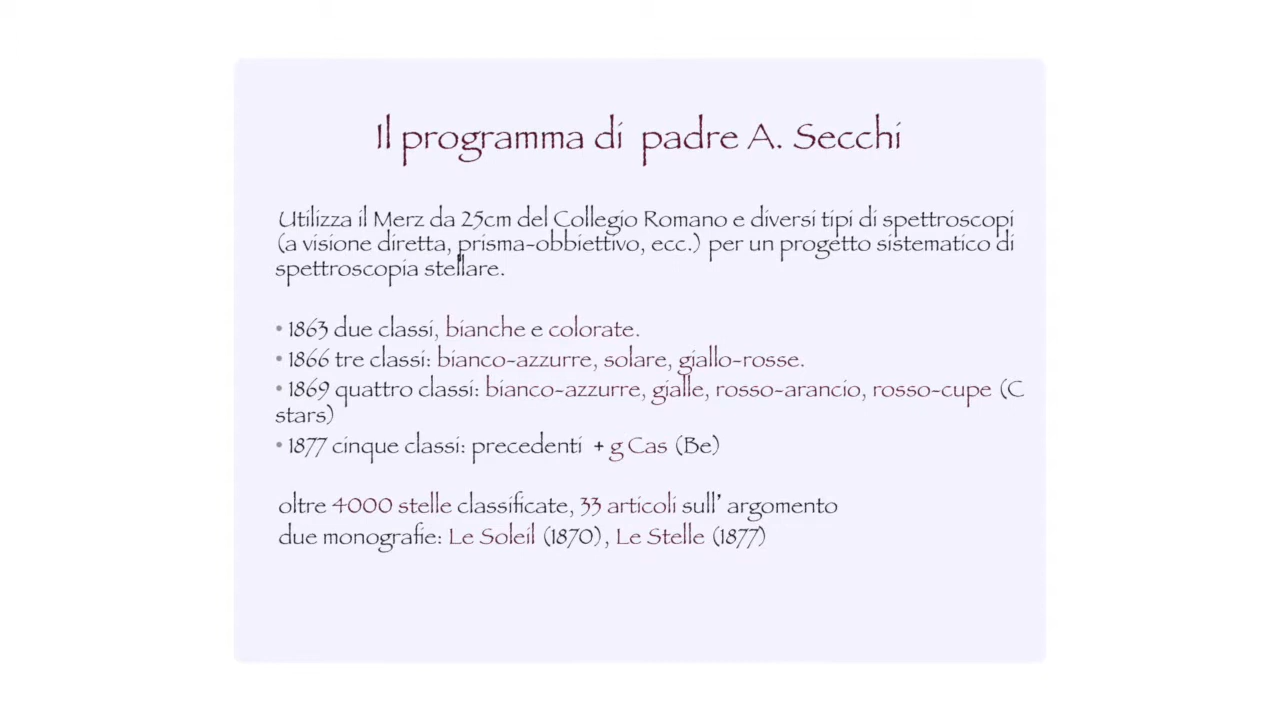 Il programma di padre A. Secchi
Utilizza il Merz da 25cm del Collegio Romano e diversi tipi di spettroscopi
(a visione diretta, prisma-obbiettivo, ecc.) per un progetto sistematico di
spettroscopia stellare.
• 1863 due classi, bianche e colorate.
• 1866 tre classi: bianco-azzurre, solare, giallo-rosse.
• 1869 quattro classi: bianco-azzurre, gialle, rosso-arancio, rosso-cupe (C
stars)
• 1877 cinque classi: precedenti + g Cas (Be)
oltre 4000 stelle classificate, 33 articoli sull’ argomento
due monografie: Le Soleil (1870), Le Stelle (1877)